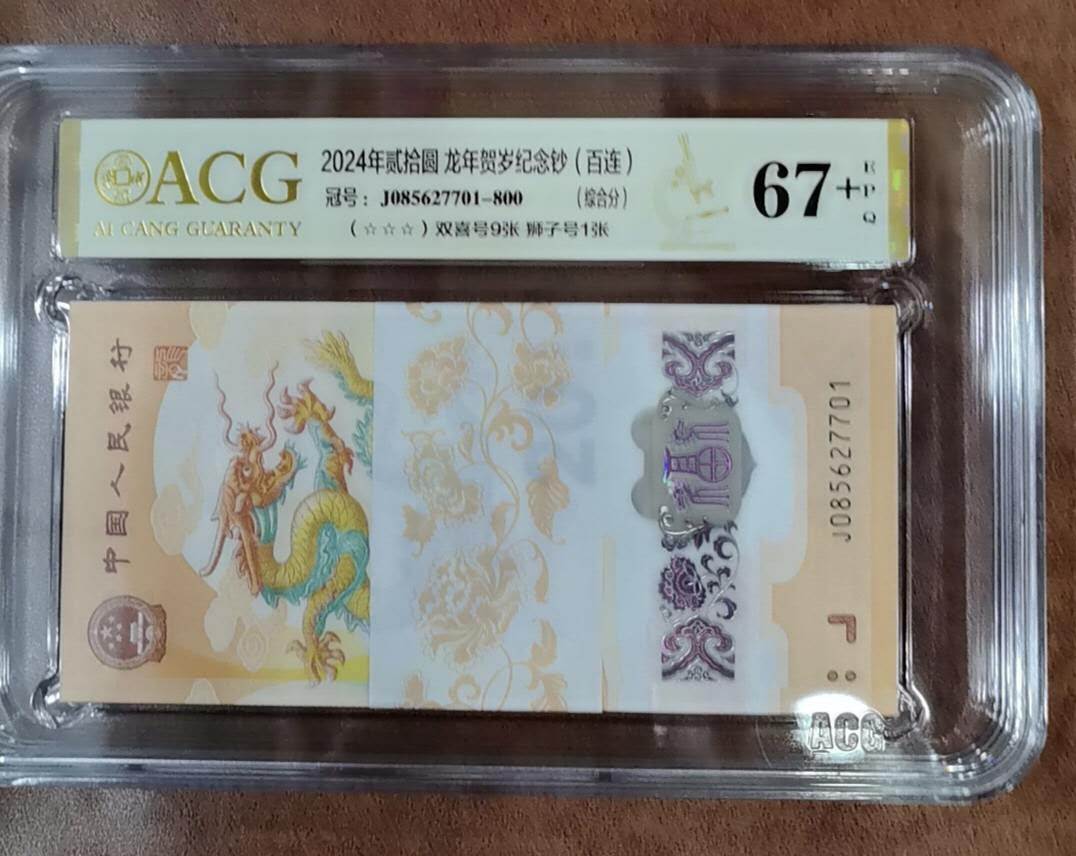 ACG
AI CANG GUARANTY
2024年贰拾圆 龙年贺岁纪念钞（百连）
冠号：J085627701-800 （综合分）
（☆☆☆）双喜号9张 狮子号1张
67+
EPQ
中国人民银行
J085627701
ACG